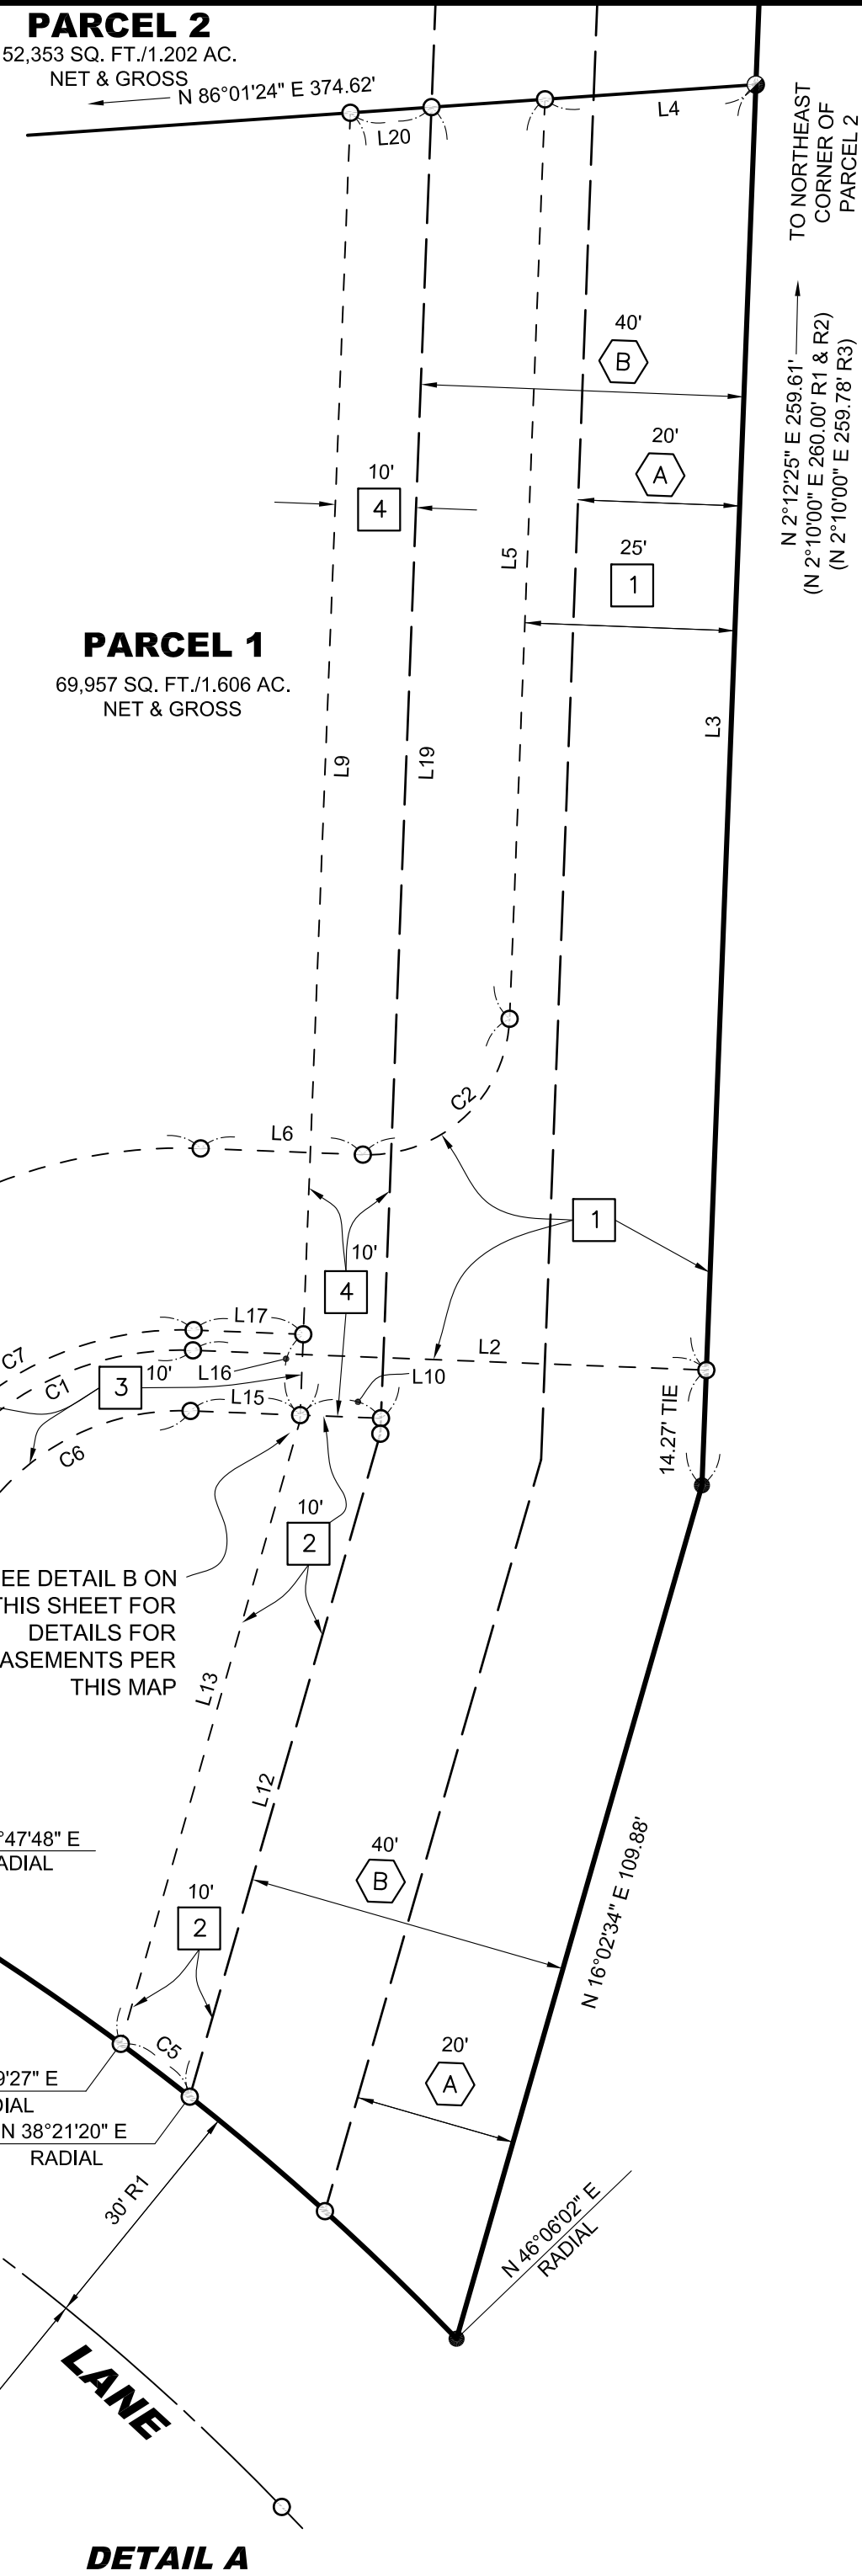 PARCEL 2
52,353 SQ. FT./1.202 AC.
NET & GROSS
N 86°01'24" E 374.62'
L20
L4
TO NORTHEAST
CORNER OF
PARCEL 2
N 2°12'25" E 259.61'
(N 2°10'00" E 260.00' R1 & R2)
(N 2°10'00" E 259.78' R3)
40'
B
20'
A
10'
4
25'
1
L5
PARCEL 1
69,957 SQ. FT./1.606 AC.
NET & GROSS
L3
L9
L19
C2
L6
1
10'
4
L17
C7
L2
L16
10'
3
C1
L15
L10
C6
14.27' TIE
10'
2
EE DETAIL B ON
THIS SHEET FOR
DETAILS FOR
ASEMENTS PER
THIS MAP
L13
L12
°47'48" E
ADIAL
40'
B
10'
2
N 16°02'34" E 109.88'
C5
20'
A
9'27" E
DIAL
N 38°21'20" E
RADIAL
30' R1
N 46°06'02" E
RADIAL
LANE
DETAIL A